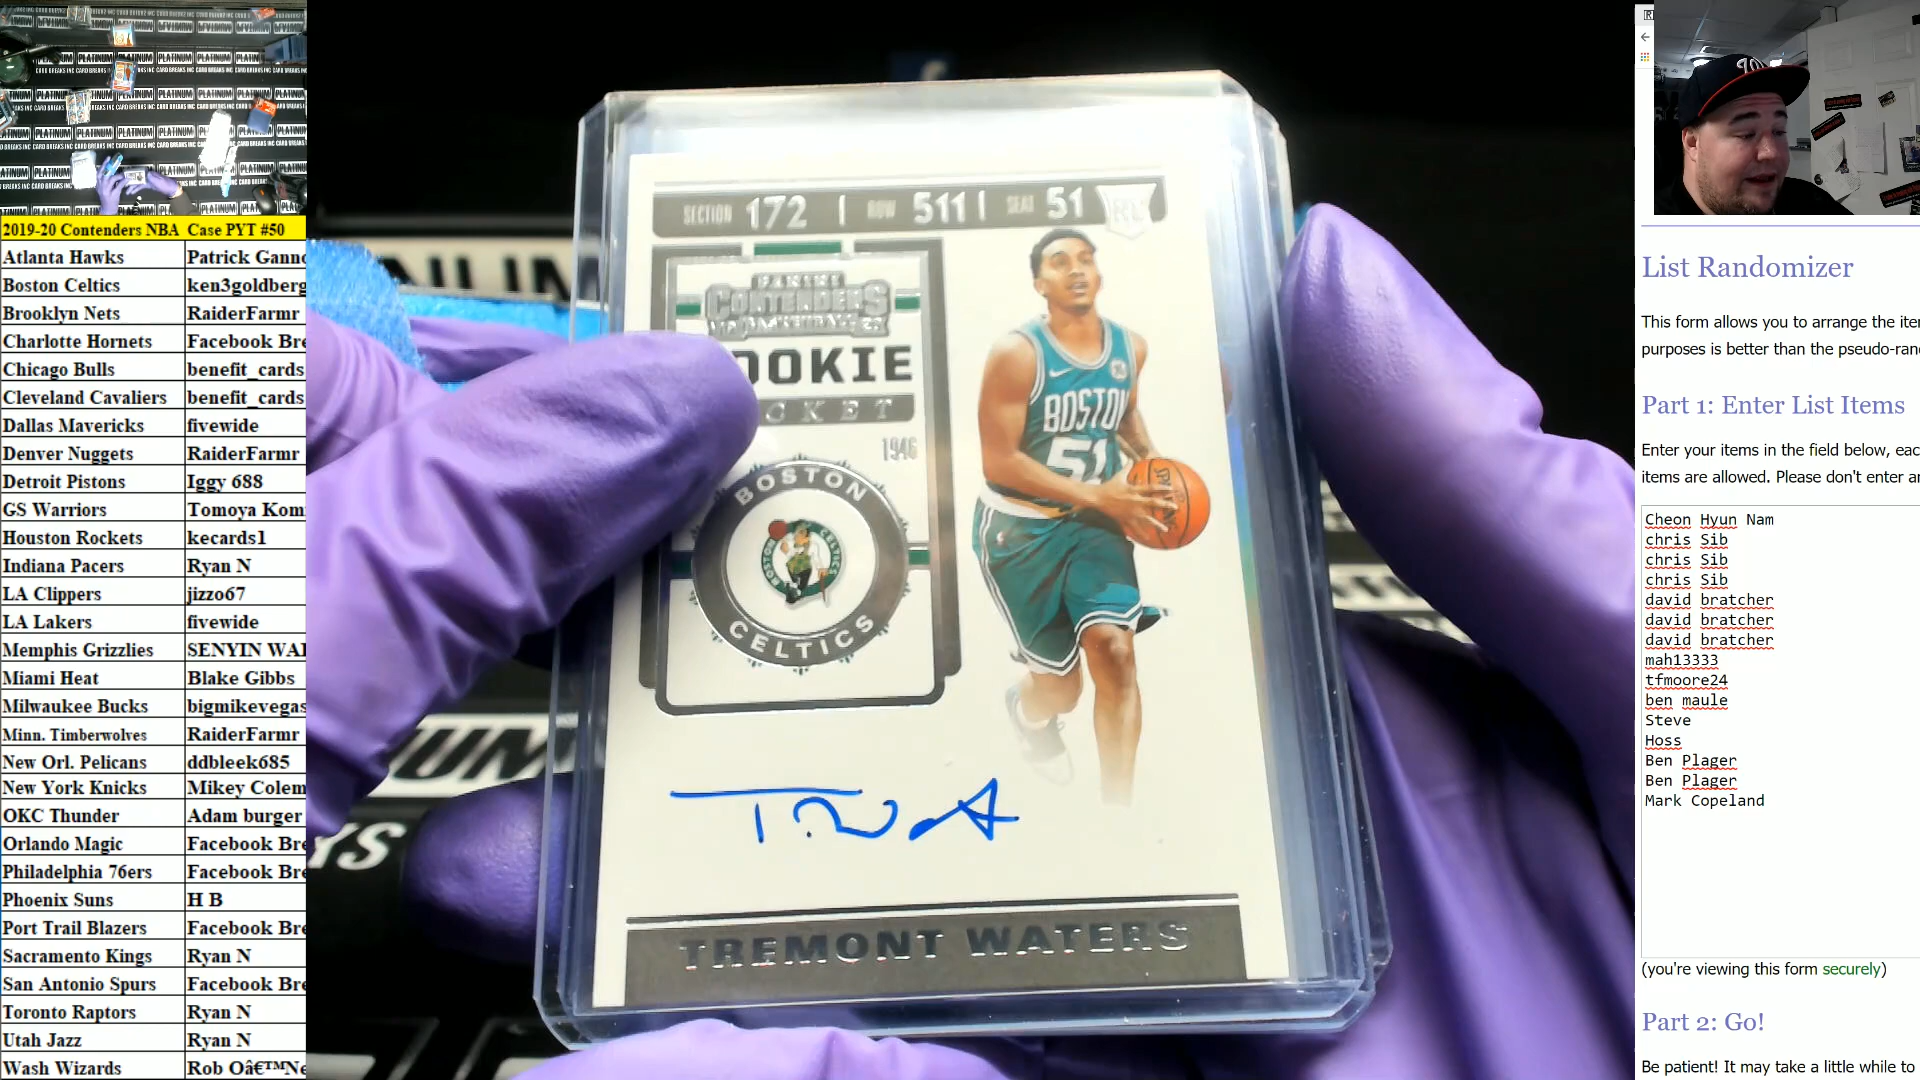 2019-20 Contenders NBA Case PYT #50
Atlanta Hawks Patrick Ganno
Boston Celtics ken3goldberg
Brooklyn Nets RaiderFarmr
Charlotte Hornets Facebook Bre
Chicago Bulls benefit_cards
Cleveland Cavaliers benefit_cards
Dallas Mavericks fivewide
Denver Nuggets RaiderFarmr
Detroit Pistons Iggy 688
GS Warriors Tomoya Kom
Houston Rockets kecards1
Indiana Pacers Ryan N
LA Clippers jizzo67
LA Lakers fivewide
Memphis Grizzlies SENYIN WAI
Miami Heat Blake Gibbs
Milwaukee Bucks bigmikevegas
Minn. Timberwolves RaiderFarmr
New Orl. Pelicans ddbleek685
New York Knicks Mikey Colem
OKC Thunder Adam burger
Orlando Magic Facebook Bre
Philadelphia 76ers Facebook Bre
Phoenix Suns H B
Port Trail Blazers Facebook Bre
Sacramento Kings Ryan N
San Antonio Spurs Facebook Bre
Toronto Raptors Ryan N
Utah Jazz Ryan N
Wash Wizards Rob Oâ€™Ne
SECTION 172 | ROW 511 | SEAT 51
PANINI
CONTENDERS
OOKIE
CKET
1946
BOSTON
CELTICS
BOSTON
51
TREMONT WATERS
List Randomizer
This form allows you to arrange the iter
purposes is better than the pseudo-ran
Part 1: Enter List Items
Enter your items in the field below, eac
items are allowed. Please don't enter an
Cheon Hyun Nam
chris Sib
chris Sib
chris Sib
david bratcher
david bratcher
david bratcher
mah13333
tfmoore24
ben maule
Steve
Hoss
Ben Plager
Ben Plager
Mark Copeland
(you're viewing this form securely)
Part 2: Go!
Be patient! It may take a little while to